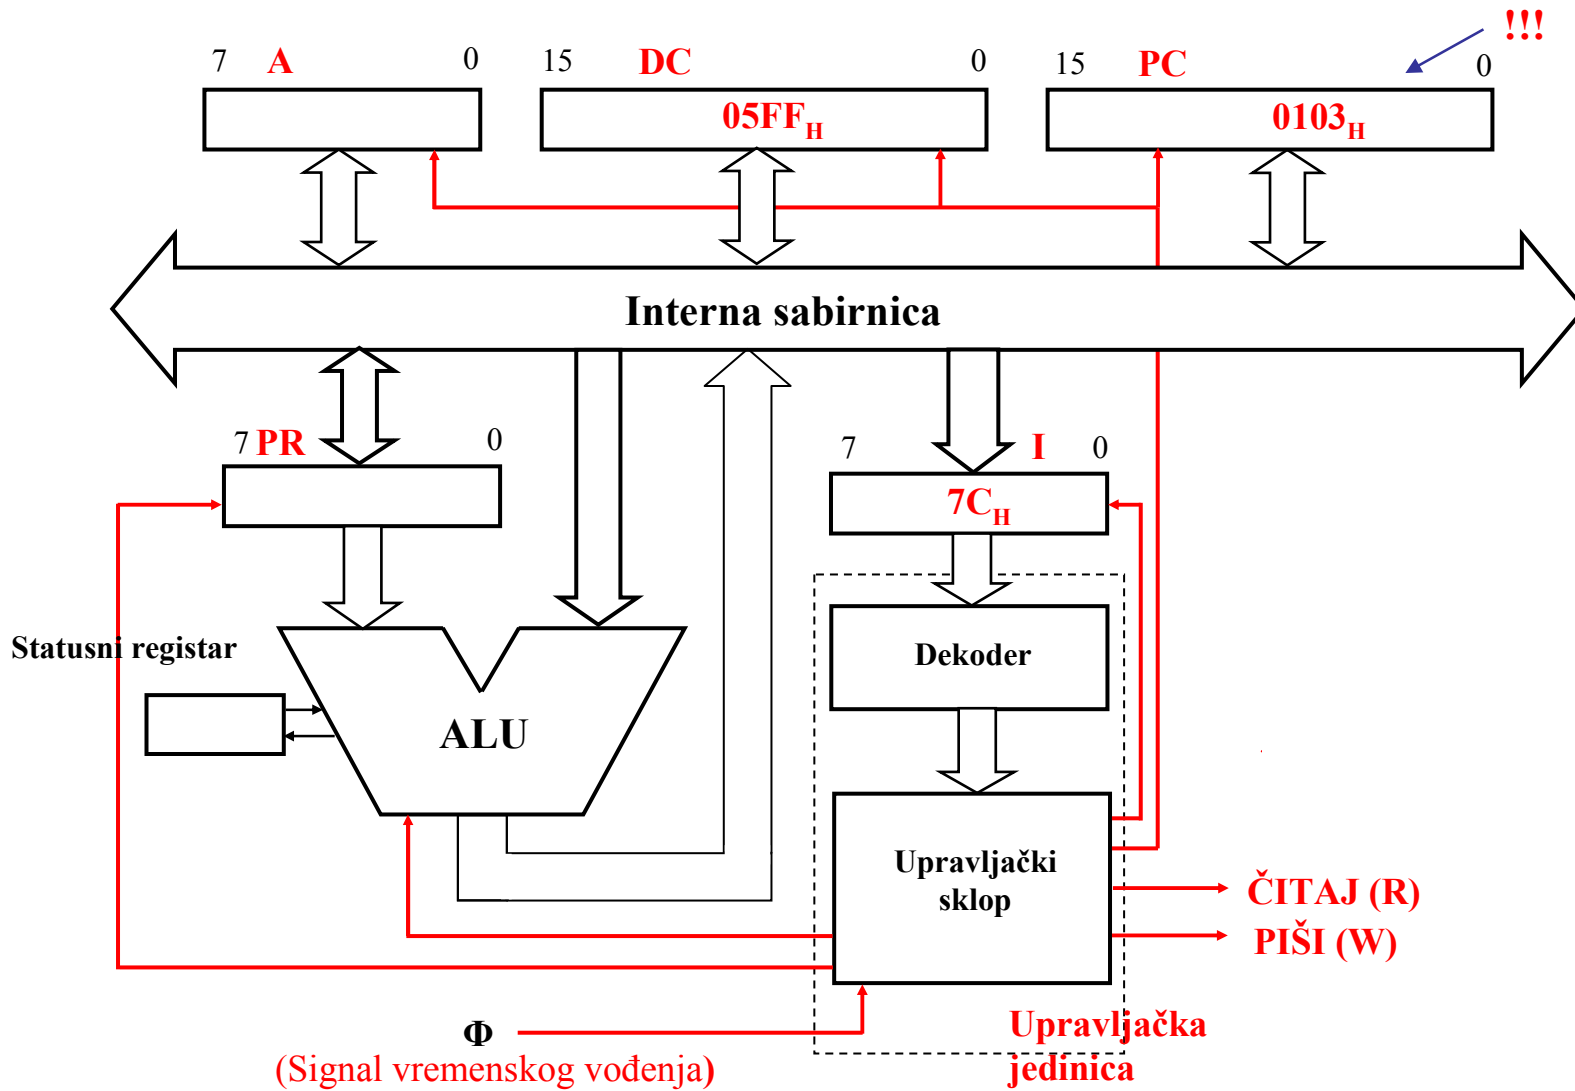 !!!
7 A 0
15 DC 0
15 PC 0
05FFH
0103H
Interna sabirnica
7 PR 0
7 I 0
7CH
Statusni registar
Dekoder
ALU
Upravljački
sklop
ČITAJ (R)
PIŠI (W)
Φ
(Signal vremenskog vođenja)
Upravljačka
jedinica